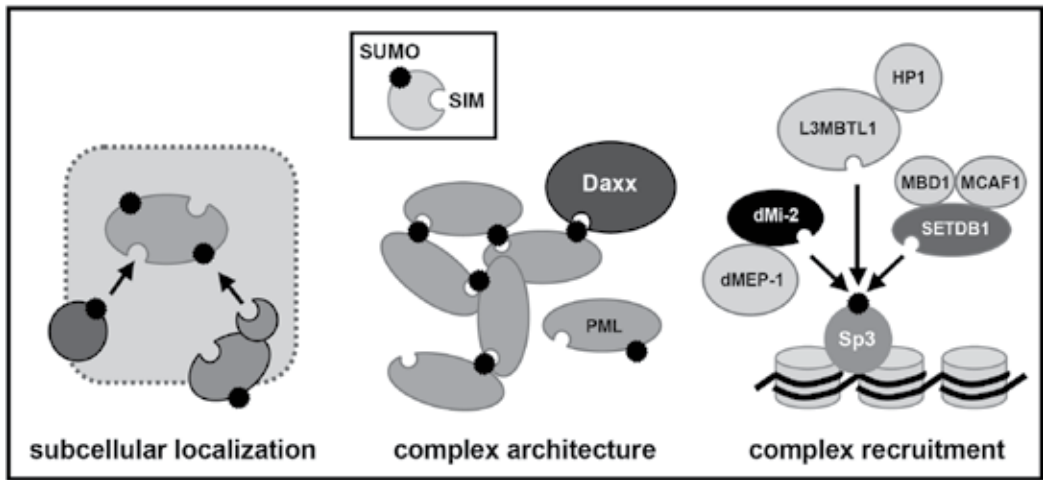 SUMO
SIM
HP1
L3MBTL1
MBD1 MCAF1
SETDB1
dMi-2
dMEP-1
Sp3
Daxx
PML
subcellular localization
complex architecture
complex recruitment